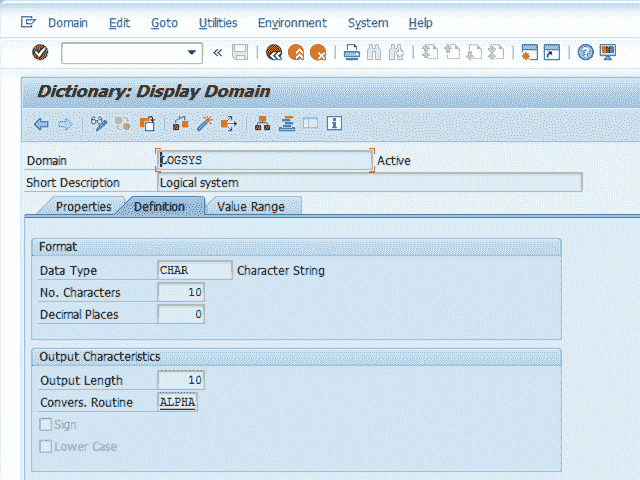 Domain Edit Goto Utilities Environment System Help
Dictionary: Display Domain
Domain LOGSYS Active
Short Description Logical system
Properties Definition Value Range
Format
Data Type CHAR Character String
No. Characters 10
Decimal Places 0
Output Characteristics
Output Length 10
Convers. Routine ALPHA
Sign
Lower Case